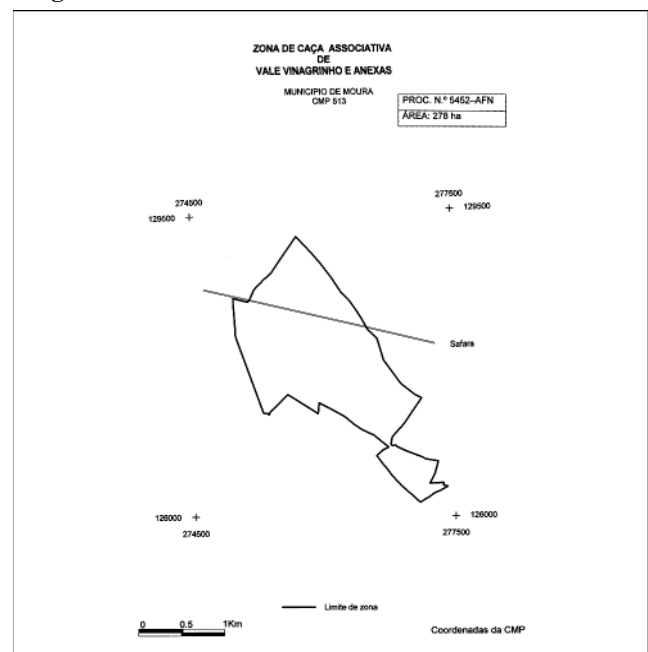 ZONA DE CAÇA ASSOCIATIVA
DE
VALE VINAGRINHO E ANEXAS
MUNICIPIO DE MOURA
CMP 513
PROC. N.º 5452-AFN
ÁREA: 278 ha
274500
129500
277500
129500
Safara
126000
274500
126000
277500
Limite de zona
0 0.5 1Km
Coordenadas da CMP